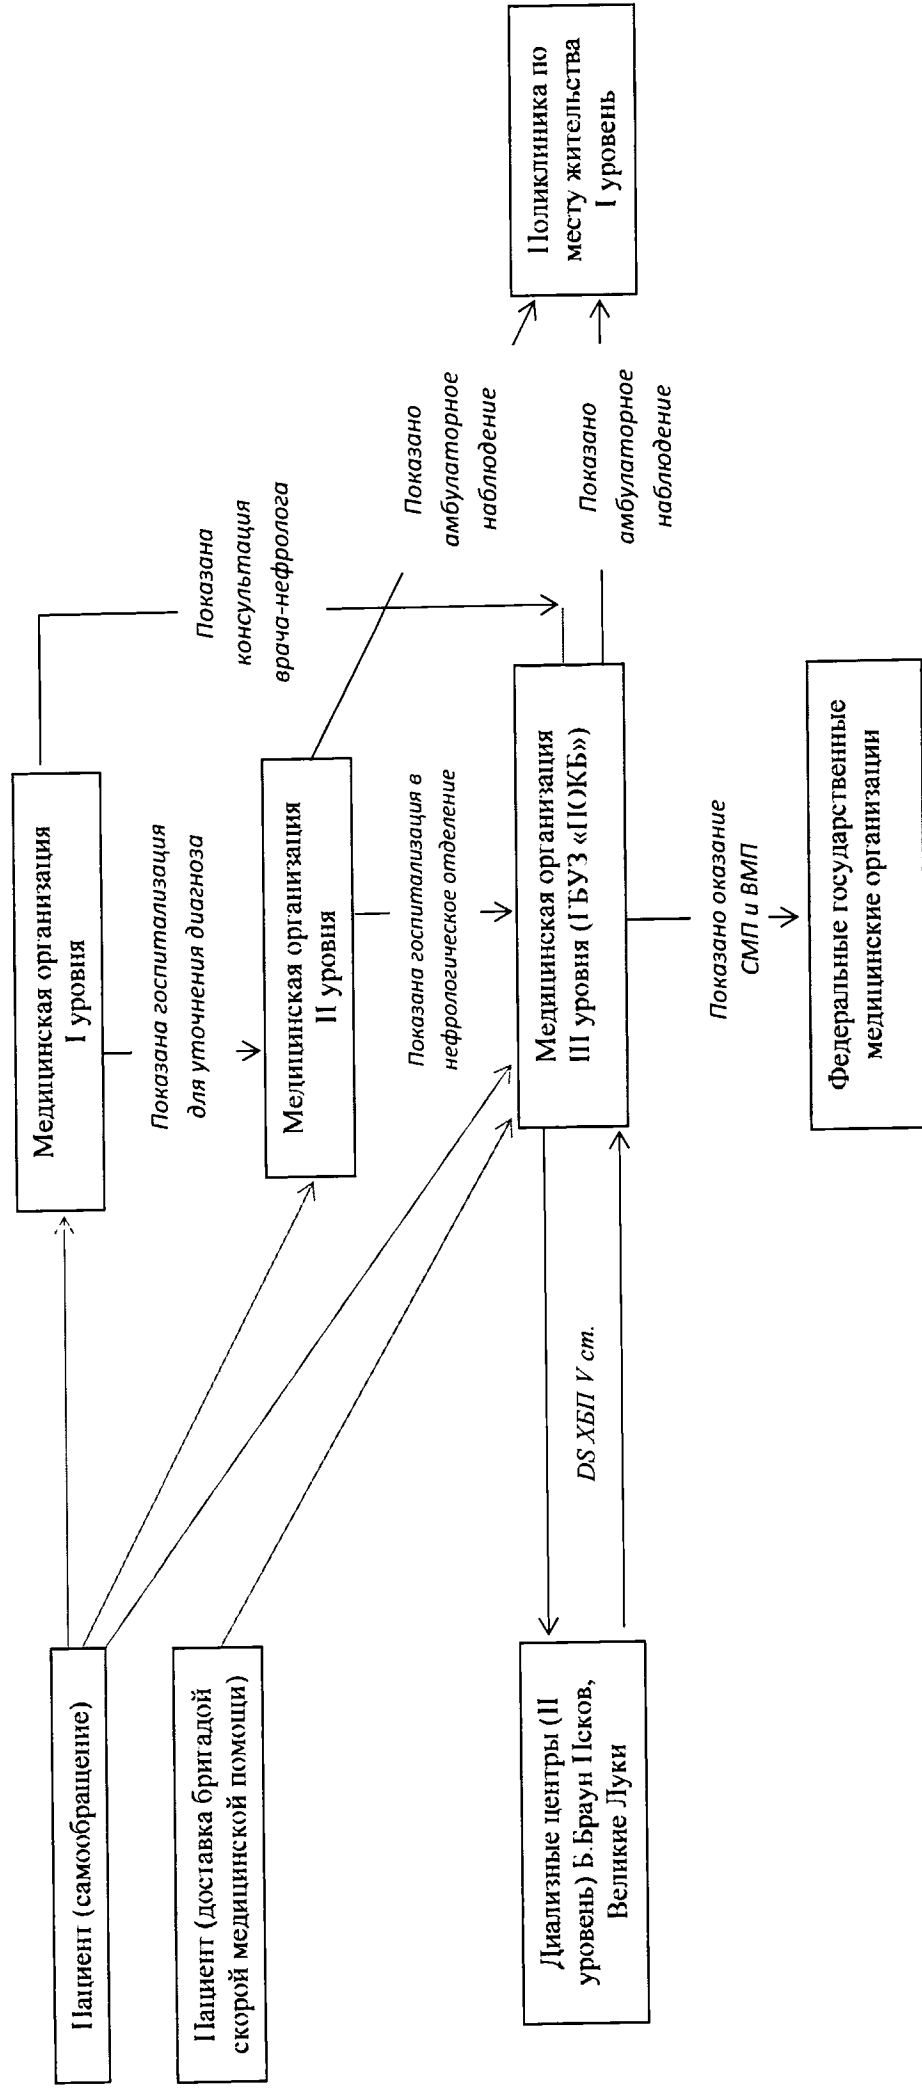 Пациент (самообращение)
Пациент (доставка бригадой
скорой медицинской помощи)
Диализные центры (II
уровень) Б.Браун Псков,
Великие Луки
Медицинская организация
I уровня
Показана госпитализация
для уточнения диагноза
Медицинская организация
II уровня
Показана госпитализация в
нефрологическое отделение
Медицинская организация
III уровня (ГБУЗ «ПОКБ»)
DS ХБП V ст.
Показано оказание
СМП и ВМП
Федеральные государственные
медицинские организации
Показана
консультация
врача-нефролога
Показано
амбулаторное
наблюдение
Показано
амбулаторное
наблюдение
Поликлиника по
месту жительства
I уровень